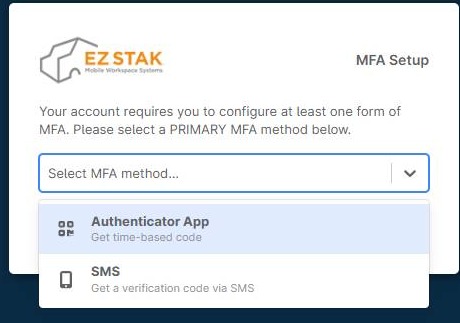 EZ STAK
Mobile Workspace Systems
MFA Setup
Your account requires you to configure at least one form of
MFA. Please select a PRIMARY MFA method below.
Select MFA method...
Authenticator App
Get time-based code
SMS
Get a verification code via SMS